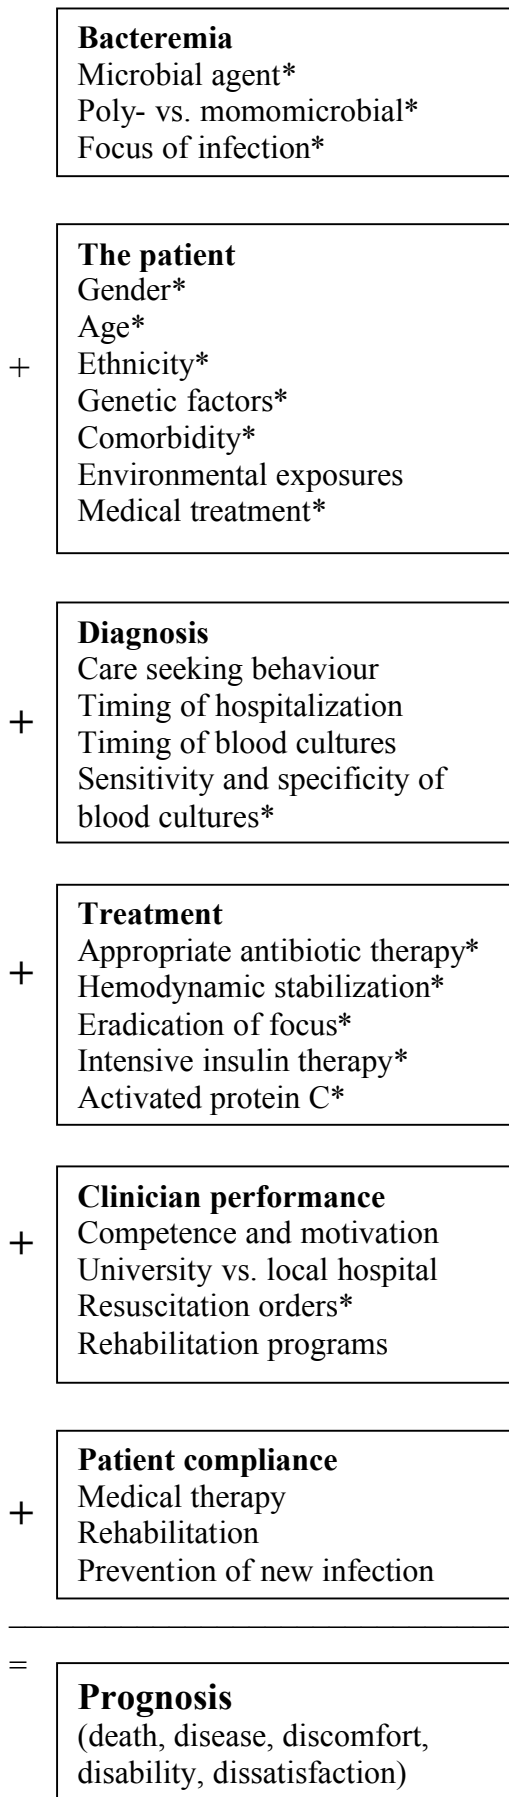 Bacteremia
Microbial agent*
Poly- vs. momomicrobial*
Focus of infection*
+
The patient
Gender*
Age*
Ethnicity*
Genetic factors*
Comorbidity*
Environmental exposures
Medical treatment*
+
Diagnosis
Care seeking behaviour
Timing of hospitalization
Timing of blood cultures
Sensitivity and specificity of
blood cultures*
+
Treatment
Appropriate antibiotic therapy*
Hemodynamic stabilization*
Eradication of focus*
Intensive insulin therapy*
Activated protein C*
+
Clinician performance
Competence and motivation
University vs. local hospital
Resuscitation orders*
Rehabilitation programs
+
Patient compliance
Medical therapy
Rehabilitation
Prevention of new infection
=
Prognosis
(death, disease, discomfort,
disability, dissatisfaction)